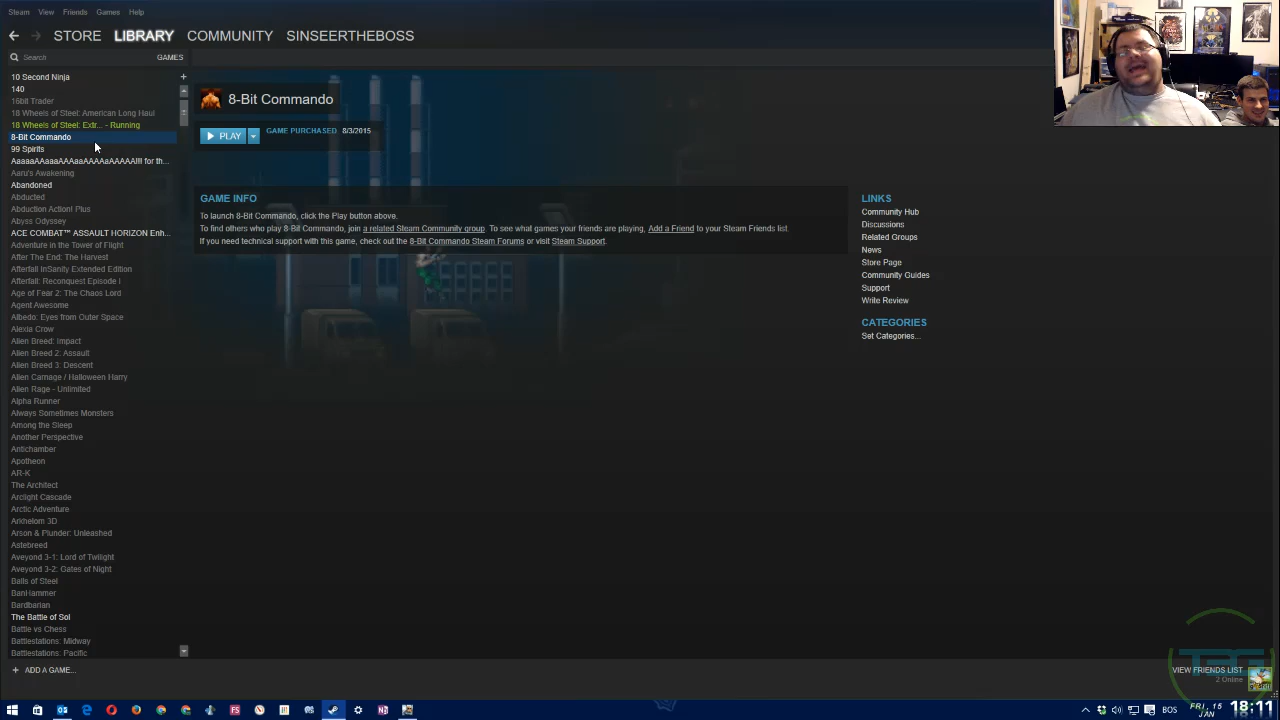 Steam View Friends Games Help
STORE LIBRARY COMMUNITY SINSEERTHEBOSS
Search GAMES
10 Second Ninja
140
16bit Trader
18 Wheels of Steel: American Long Haul
18 Wheels of Steel: Extr... - Running
8-Bit Commando
99 Spirits
AaaaaAAaaaAAAaaAAAAaAAAAA!!! for th...
Aaru's Awakening
Abandoned
Abducted
Abduction Action! Plus
Abyss Odyssey
ACE COMBAT™ ASSAULT HORIZON Enh...
Adventure in the Tower of Flight
After The End: The Harvest
Afterfall InSanity Extended Edition
Afterfall: Reconquest Episode I
Age of Fear 2: The Chaos Lord
Agent Awesome
Albedo: Eyes from Outer Space
Alexia Crow
Alien Breed: Impact
Alien Breed 2: Assault
Alien Breed 3: Descent
Alien Carnage / Halloween Harry
Alien Rage - Unlimited
Alpha Runner
Always Sometimes Monsters
Among the Sleep
Another Perspective
Antichamber
Apotheon
AR-K
The Architect
Arclight Cascade
Arctic Adventure
Arkhelom 3D
Arson & Plunder: Unleashed
Astebreed
Aveyond 3-1: Lord of Twilight
Aveyond 3-2: Gates of Night
Balls of Steel
BanHammer
Bardbarian
The Battle of Sol
Battle vs Chess
Battlestations: Midway
Battlestations: Pacific
+ ADD A GAME...
8-Bit Commando
PLAY GAME PURCHASED 8/3/2015
GAME INFO
To launch 8-Bit Commando, click the Play button above.
To find others who play 8-Bit Commando, join a related Steam Community group. To see what games your friends are playing, Add a Friend to your Steam Friends list.
If you need technical support with this game, check out the 8-Bit Commando Steam Forums or visit Steam Support.
LINKS
Community Hub
Discussions
Related Groups
News
Store Page
Community Guides
Support
Write Review
CATEGORIES
Set Categories...
VIEW FRIENDS LIST
2 Online
TBG
BOS
FRI, 15
JAN
18:11